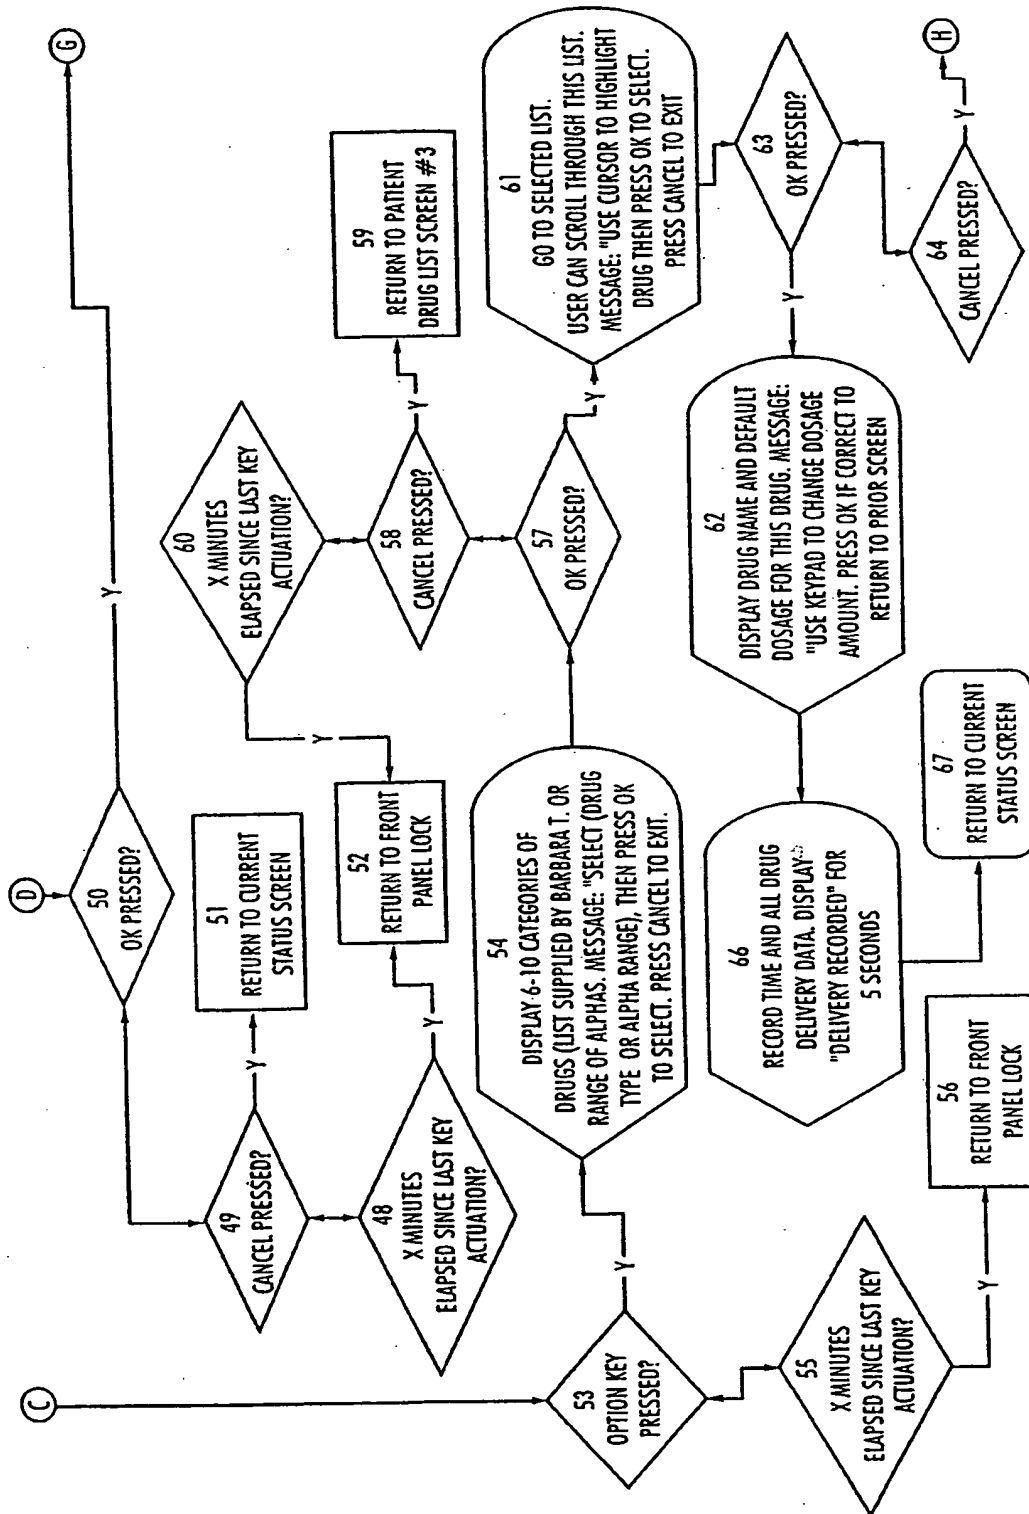 C
D
G
50
OK PRESSED?
Y
49
CANCEL PRESSED?
Y
51
RETURN TO CURRENT
STATUS SCREEN
48
X MINUTES
ELAPSED SINCE LAST KEY
ACTUATION?
Y
52
RETURN TO FRONT
PANEL LOCK
Y
60
X MINUTES
ELAPSED SINCE LAST KEY
ACTUATION?
58
CANCEL PRESSED?
Y
59
RETURN TO PATIENT
DRUG LIST SCREEN #3
53
OPTION KEY
PRESSED?
Y
54
DISPLAY 6-10 CATEGORIES OF
DRUGS (LIST SUPPLIED BY BARBARA T. OR
RANGE OF ALPHAS. MESSAGE: "SELECT (DRUG
TYPE OR ALPHA RANGE), THEN PRESS OK
TO SELECT. PRESS CANCEL TO EXIT.
57
OK PRESSED?
Y
61
GO TO SELECTED LIST.
USER CAN SCROLL THROUGH THIS LIST.
MESSAGE: "USE CURSOR TO HIGHLIGHT
DRUG THEN PRESS OK TO SELECT.
PRESS CANCEL TO EXIT
55
X MINUTES
ELAPSED SINCE LAST KEY
ACTUATION?
Y
56
RETURN TO FRONT
PANEL LOCK
66
RECORD TIME AND ALL DRUG
DELIVERY DATA. DISPLAY
"DELIVERY RECORDED" FOR
5 SECONDS
67
RETURN TO CURRENT
STATUS SCREEN
62
DISPLAY DRUG NAME AND DEFAULT
DOSAGE FOR THIS DRUG. MESSAGE:
"USE KEYPAD TO CHANGE DOSAGE
AMOUNT. PRESS OK IF CORRECT TO
RETURN TO PRIOR SCREEN
Y
63
OK PRESSED?
64
CANCEL PRESSED?
Y
H